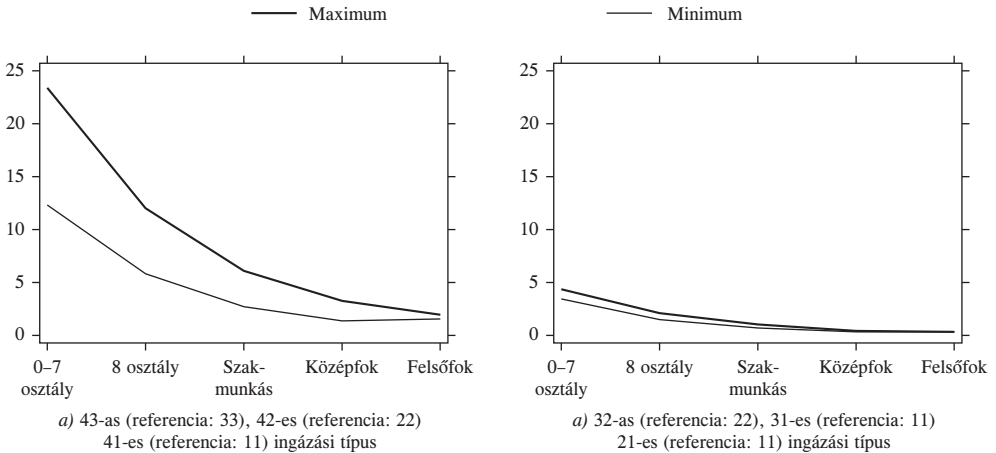 Maximum Minimum
25
20
15
10
5
0
0–7 osztály 8 osztály Szak-munkás Középfok Felsőfok
a) 43-as (referencia: 33), 42-es (referencia: 22)
41-es (referencia: 11) ingázási típus
25
20
15
10
5
0
0–7 osztály 8 osztály Szak-munkás Középfok Felsőfok
a) 32-as (referencia: 22), 31-es (referencia: 11)
21-es (referencia: 11) ingázási típus